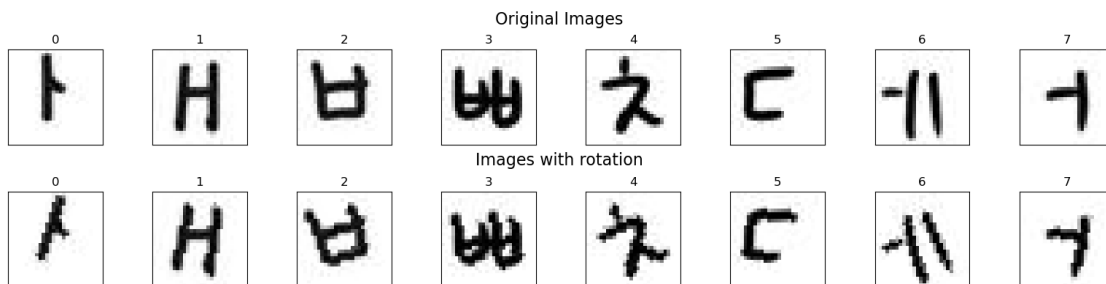 Original Images
0 1 2 3 4 5 6 7
ㅏ ㅐ ㅂ ㅃ ㅊ ㄷ ㅔ ㅓ
Images with rotation
0 1 2 3 4 5 6 7
ㅏ ㅐ ㅂ ㅃ ㅊ ㄷ ㅔ ㅓ